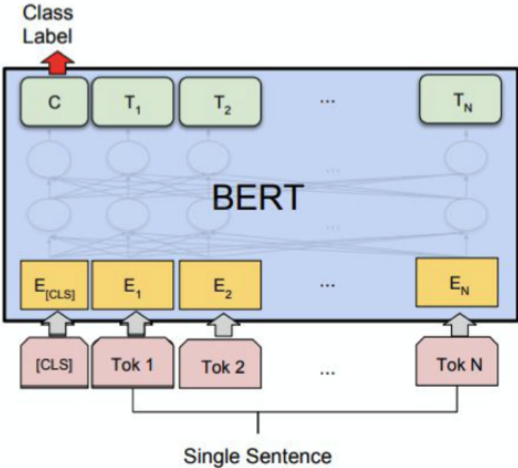 Class
Label
C T1 T2 ... TN
...
BERT
...
E[CLS] E1 E2 ... EN
[CLS] Tok 1 Tok 2 ... Tok N
Single Sentence